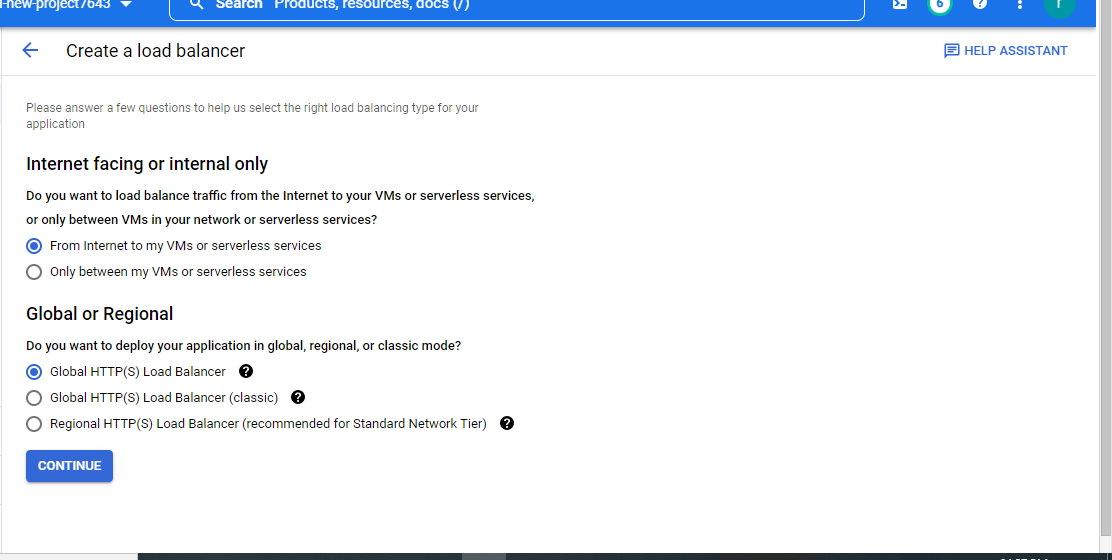 -new-project7643
Search Products, resources, docs (/)
6
r
Create a load balancer
HELP ASSISTANT
Please answer a few questions to help us select the right load balancing type for your
application
Internet facing or internal only
Do you want to load balance traffic from the Internet to your VMs or serverless services,
or only between VMs in your network or serverless services?
From Internet to my VMs or serverless services
Only between my VMs or serverless services
Global or Regional
Do you want to deploy your application in global, regional, or classic mode?
Global HTTP(S) Load Balancer
Global HTTP(S) Load Balancer (classic)
Regional HTTP(S) Load Balancer (recommended for Standard Network Tier)
CONTINUE